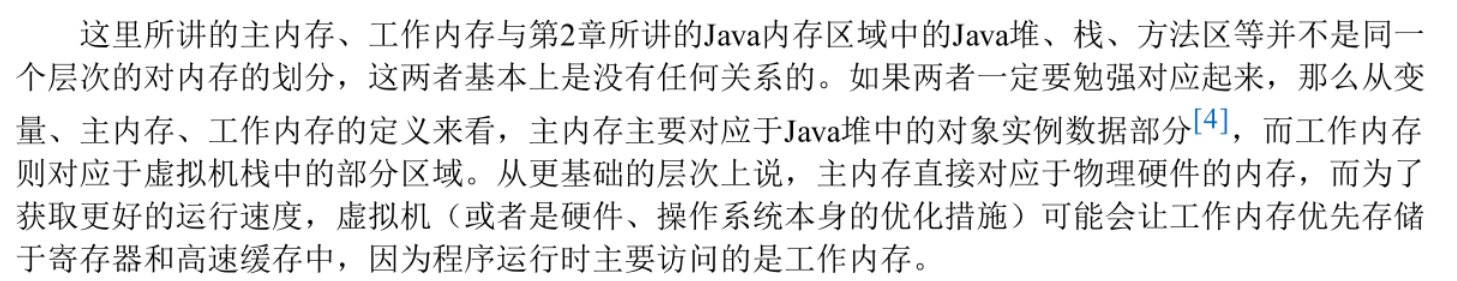 这里所讲的主内存、工作内存与第2章所讲的Java内存区域中的Java堆、栈、方法区等并不是同一
个层次的对内存的划分，这两者基本上是没有任何关系的。如果两者一定要勉强对应起来，那么从变
量、主内存、工作内存的定义来看，主内存主要对应于Java堆中的对象实例数据部分[4]，而工作内存
则对应于虚拟机栈中的部分区域。从更基础的层次上说，主内存直接对应于物理硬件的内存，而为了
获取更好的运行速度，虚拟机（或者是硬件、操作系统本身的优化措施）可能会让工作内存优先存储
于寄存器和高速缓存中，因为程序运行时主要访问的是工作内存。